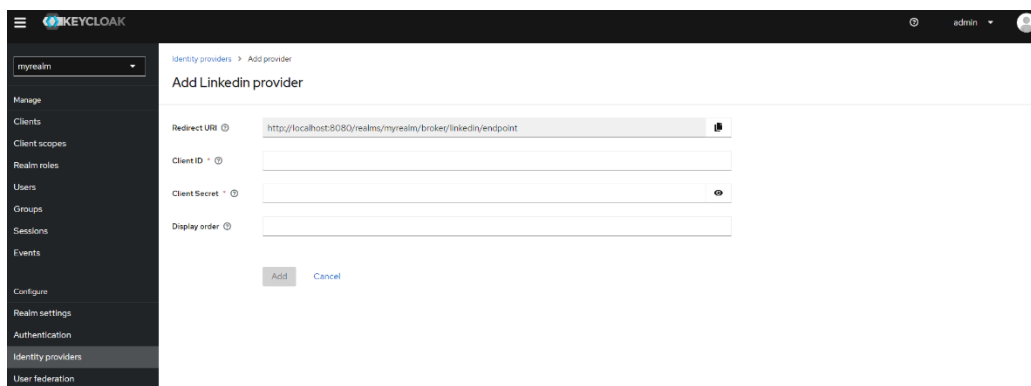 KEYCLOAK
admin
myrealm
Manage
Clients
Client scopes
Realm roles
Users
Groups
Sessions
Events
Configure
Realm settings
Authentication
Identity providers
User federation
Identity providers > Add provider
Add Linkedin provider
Redirect URI
http://localhost:8080/realms/myrealm/broker/linkedin/endpoint
Client ID *
Client Secret *
Display order
Add Cancel